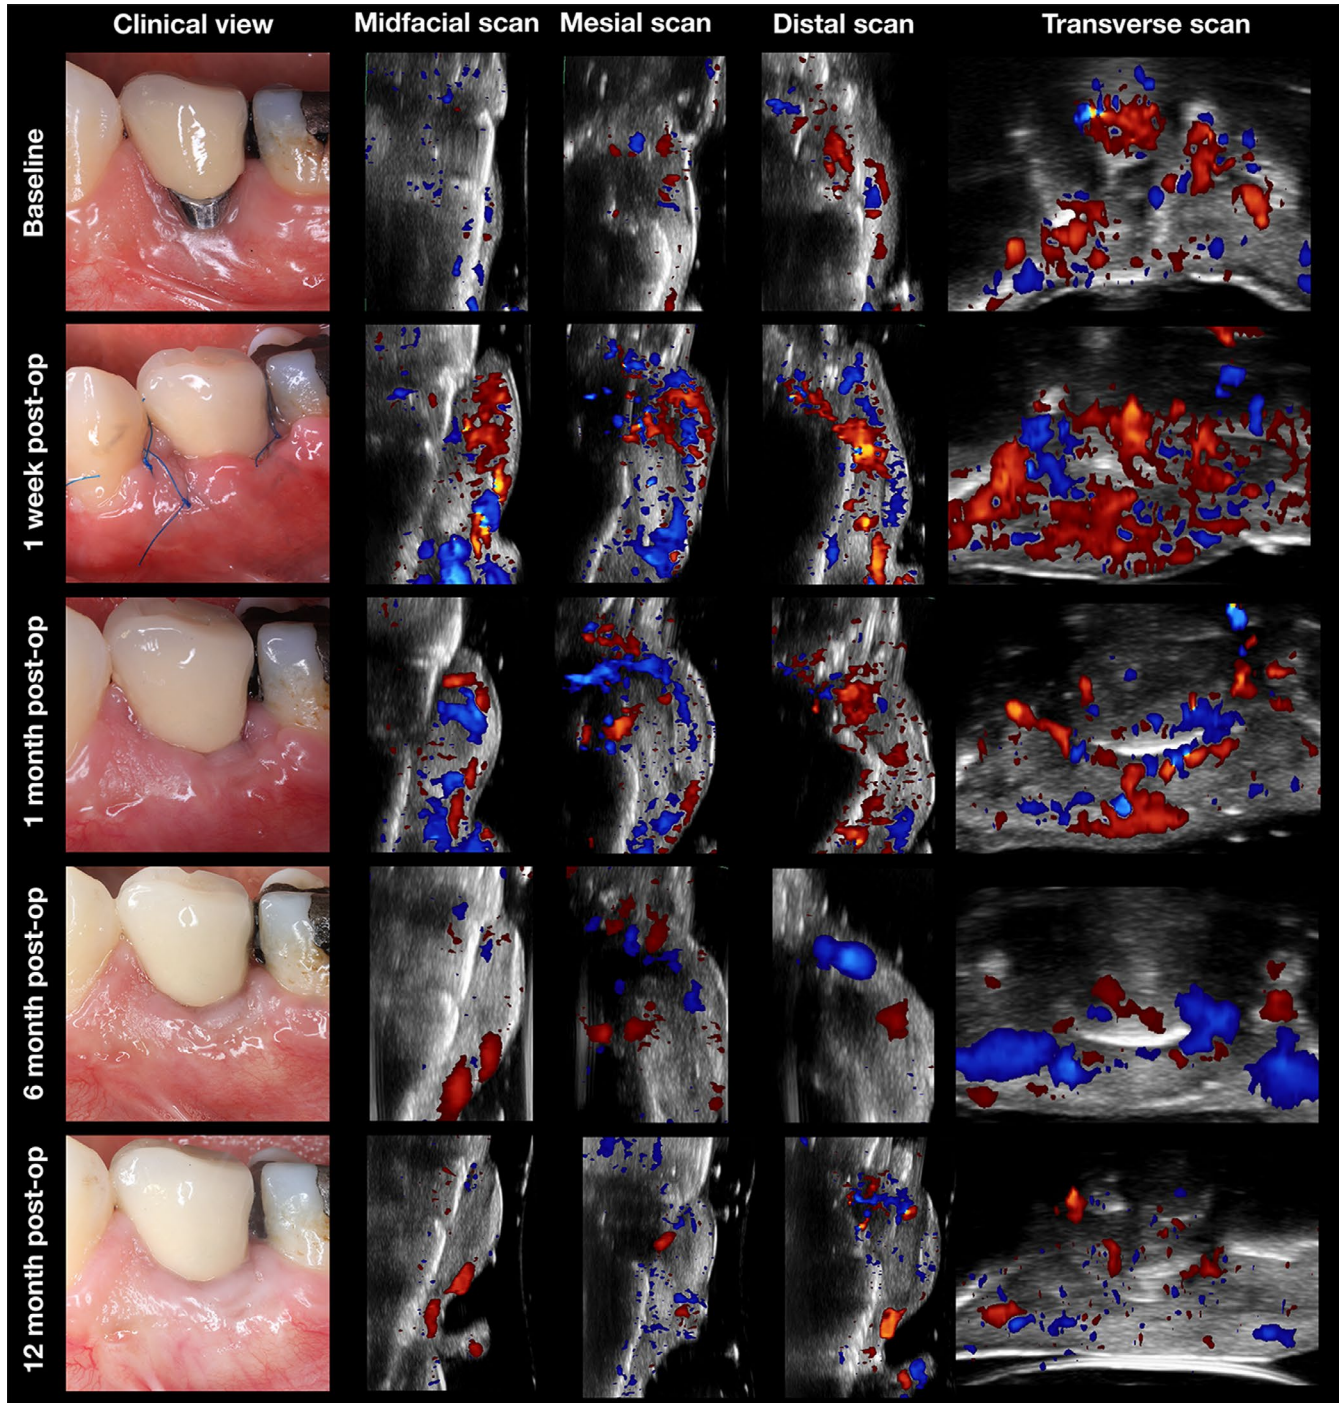 Clinical view
Midfacial scan
Mesial scan
Distal scan
Transverse scan
Baseline
1 week post-op
1 month post-op
6 month post-op
12 month post-op